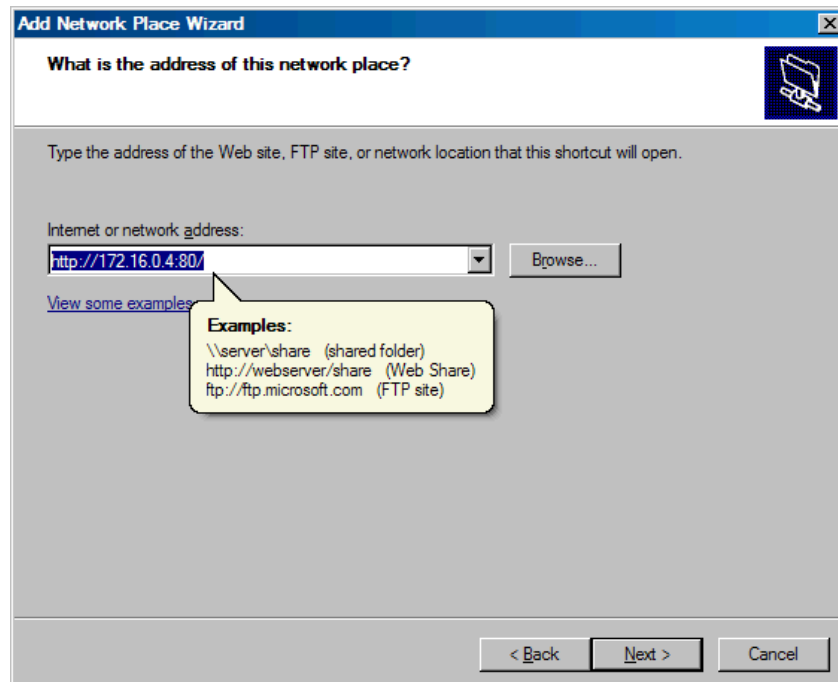 Add Network Place Wizard
What is the address of this network place?
Type the address of the Web site, FTP site, or network location that this shortcut will open.
Internet or network address:
http://172.16.0.4:80/
Browse...
View some examples
Examples:
\\server\share (shared folder)
http://webserver/share (Web Share)
ftp://ftp.microsoft.com (FTP site)
< Back
Next >
Cancel